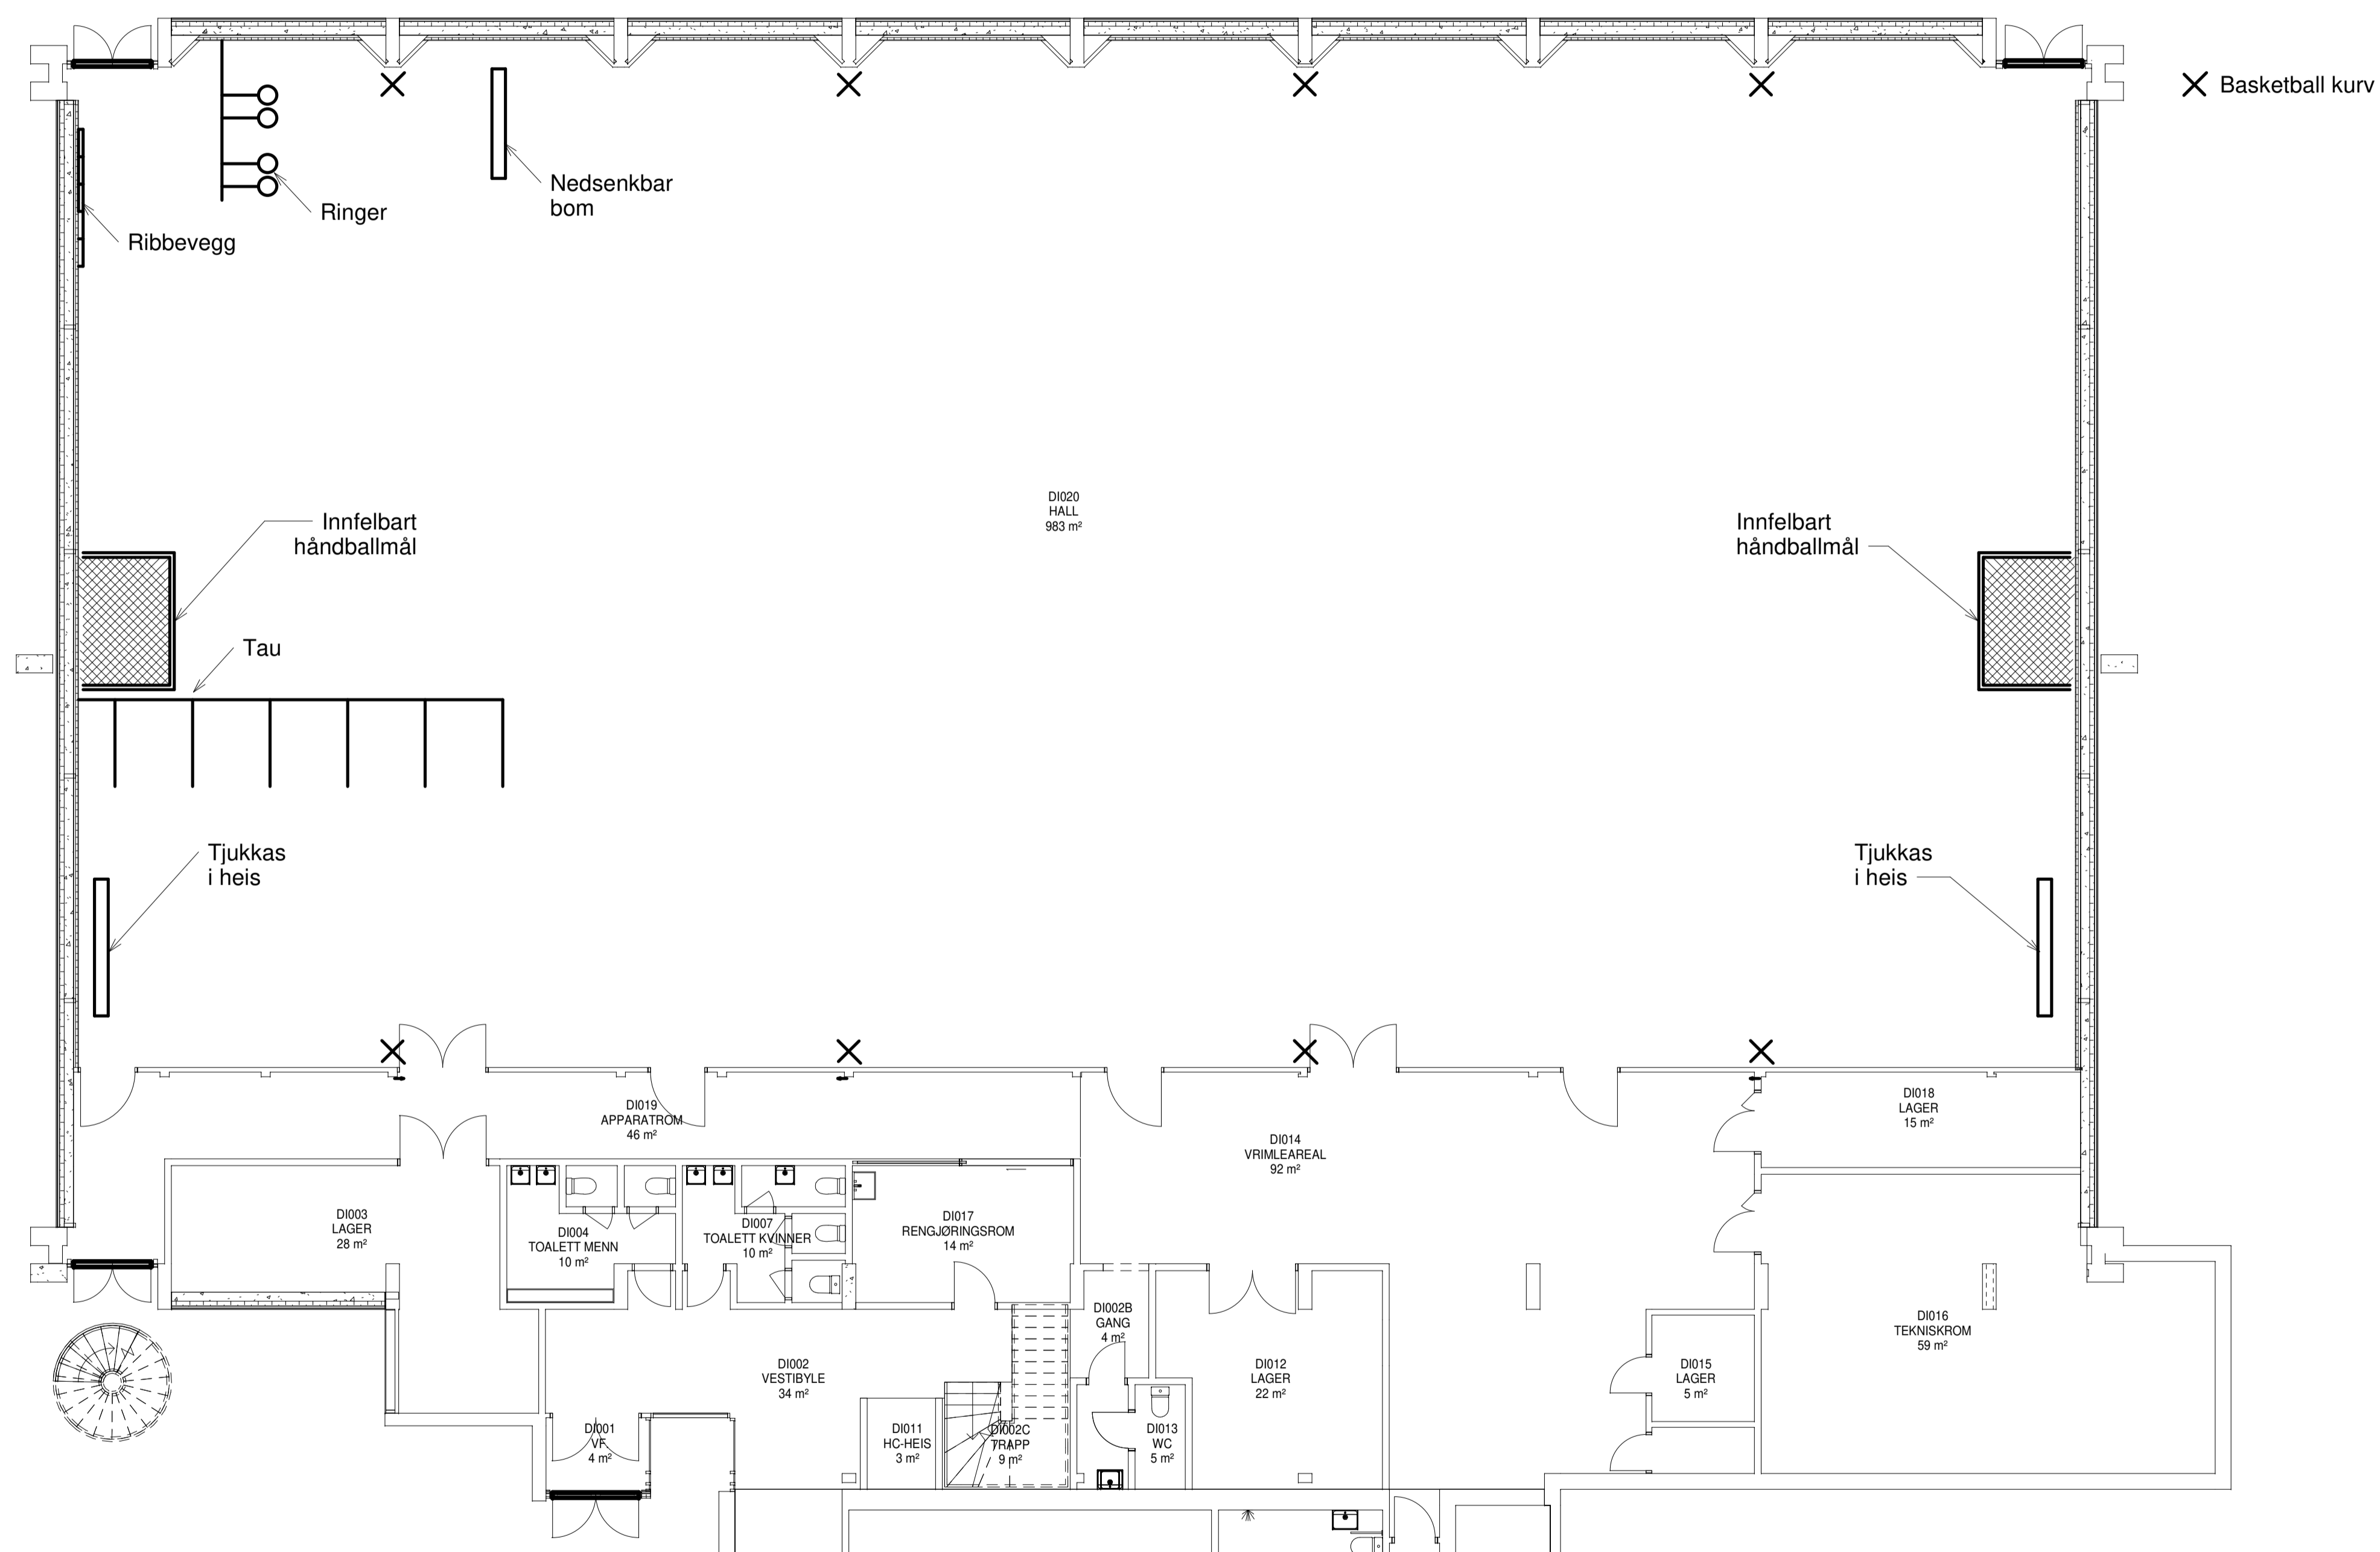 Basketball kurv
Nedsenkbar
bom
Ringer
Ribbevegg
DI020
HALL
983 m²
Innfelbart
håndballmål
Innfelbart
håndballmål
Tau
Tjukkas
i heis
Tjukkas
i heis
DI019
APPARATROM
46 m²
DI018
LAGER
15 m²
DI014
VRIMLEAREAL
92 m²
DI003
LAGER
28 m²
DI004
TOALETT MENN
10 m²
DI007
TOALETT KVINNER
10 m²
DI017
RENGJØRINGSROM
14 m²
DI002B
GANG
4 m²
DI016
TEKNISKROM
59 m²
DI002
VESTIBYLE
34 m²
DI012
LAGER
22 m²
DI015
LAGER
5 m²
DI001
VF
4 m²
DI011
HC-HEIS
3 m²
DI002C
TRAPP
9 m²
DI013
WC
5 m²